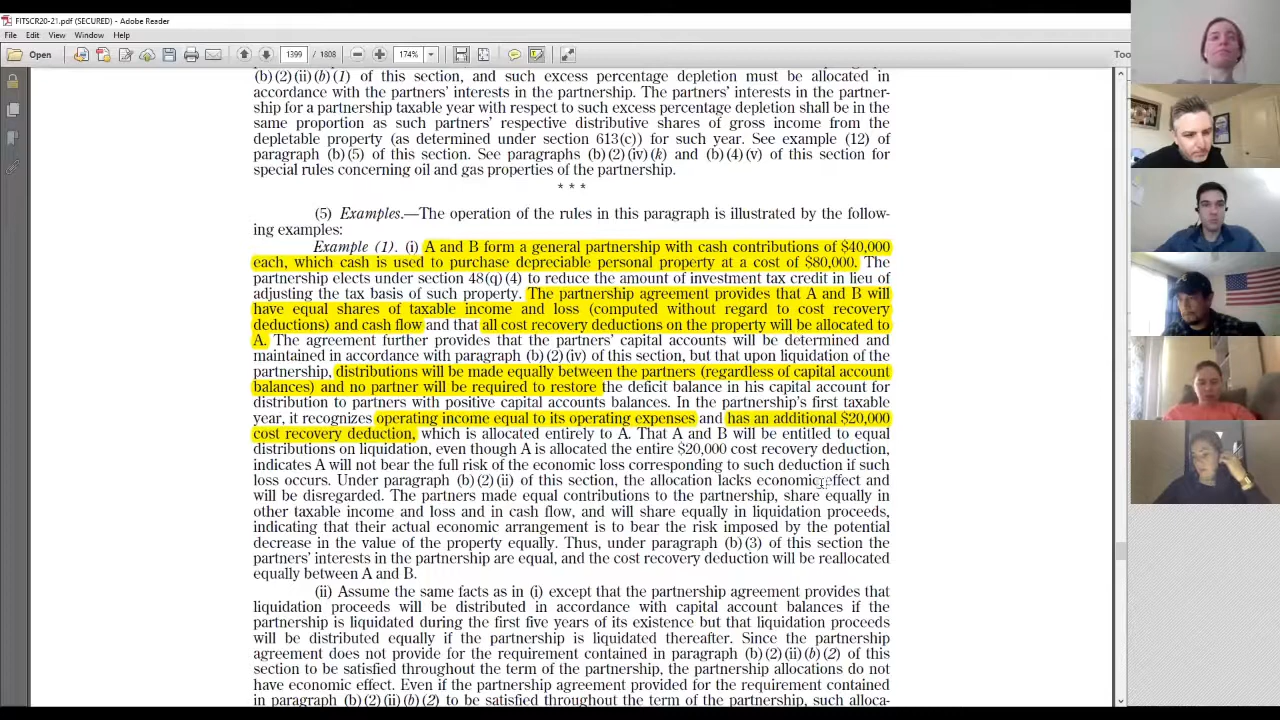 FITSCR20-21.pdf (SECURED) - Adobe Reader
File Edit View Window Help
Open 1399 / 1808 174% Too
(b)(2)(ii)(b)(1) of this section, and such excess percentage depletion must be allocated in
accordance with the partners' interests in the partnership. The partners' interests in the partner-
ship for a partnership taxable year with respect to such excess percentage depletion shall be in the
same proportion as such partners' respective distributive shares of gross income from the
depletable property (as determined under section 613(c)) for such year. See example (12) of
paragraph (b)(5) of this section. See paragraphs (b)(2)(iv)(k) and (b)(4)(v) of this section for
special rules concerning oil and gas properties of the partnership.
* * *
(5) Examples.—The operation of the rules in this paragraph is illustrated by the follow-
ing examples:
Example (1). (i) A and B form a general partnership with cash contributions of $40,000
each, which cash is used to purchase depreciable personal property at a cost of $80,000. The
partnership elects under section 48(q)(4) to reduce the amount of investment tax credit in lieu of
adjusting the tax basis of such property. The partnership agreement provides that A and B will
have equal shares of taxable income and loss (computed without regard to cost recovery
deductions) and cash flow and that all cost recovery deductions on the property will be allocated to
A. The agreement further provides that the partners' capital accounts will be determined and
maintained in accordance with paragraph (b)(2)(iv) of this section, but that upon liquidation of the
partnership, distributions will be made equally between the partners (regardless of capital account
balances) and no partner will be required to restore the deficit balance in his capital account for
distribution to partners with positive capital accounts balances. In the partnership's first taxable
year, it recognizes operating income equal to its operating expenses and has an additional $20,000
cost recovery deduction, which is allocated entirely to A. That A and B will be entitled to equal
distributions on liquidation, even though A is allocated the entire $20,000 cost recovery deduction,
indicates A will not bear the full risk of the economic loss corresponding to such deduction if such
loss occurs. Under paragraph (b)(2)(ii) of this section, the allocation lacks economic effect and
will be disregarded. The partners made equal contributions to the partnership, share equally in
other taxable income and loss and in cash flow, and will share equally in liquidation proceeds,
indicating that their actual economic arrangement is to bear the risk imposed by the potential
decrease in the value of the property equally. Thus, under paragraph (b)(3) of this section the
partners' interests in the partnership are equal, and the cost recovery deduction will be reallocated
equally between A and B.
(ii) Assume the same facts as in (i) except that the partnership agreement provides that
liquidation proceeds will be distributed in accordance with capital account balances if the
partnership is liquidated during the first five years of its existence but that liquidation proceeds
will be distributed equally if the partnership is liquidated thereafter. Since the partnership
agreement does not provide for the requirement contained in paragraph (b)(2)(ii)(b)(2) of this
section to be satisfied throughout the term of the partnership, the partnership allocations do not
have economic effect. Even if the partnership agreement provided for the requirement contained
in paragraph (b)(2)(ii)(b)(2) to be satisfied throughout the term of the partnership, such alloca-